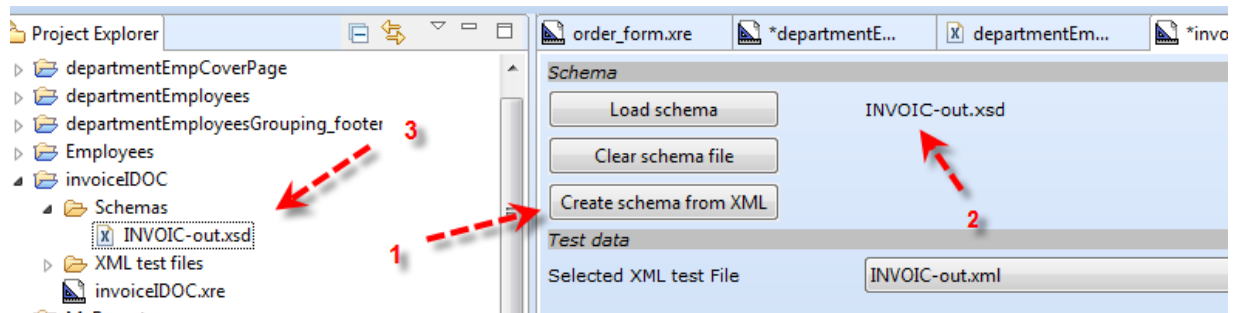 Project Explorer
departmentEmpCoverPage
departmentEmployees
departmentEmployeesGrouping_footer
Employees
invoiceIDOC
Schemas
INVOIC-out.xsd
XML test files
invoiceIDOC.xre
3
1
order_form.xre
*departmentE...
departmentEm...
*invo
Schema
Load schema
INVOIC-out.xsd
Clear schema file
Create schema from XML
2
Test data
Selected XML test File
INVOIC-out.xml